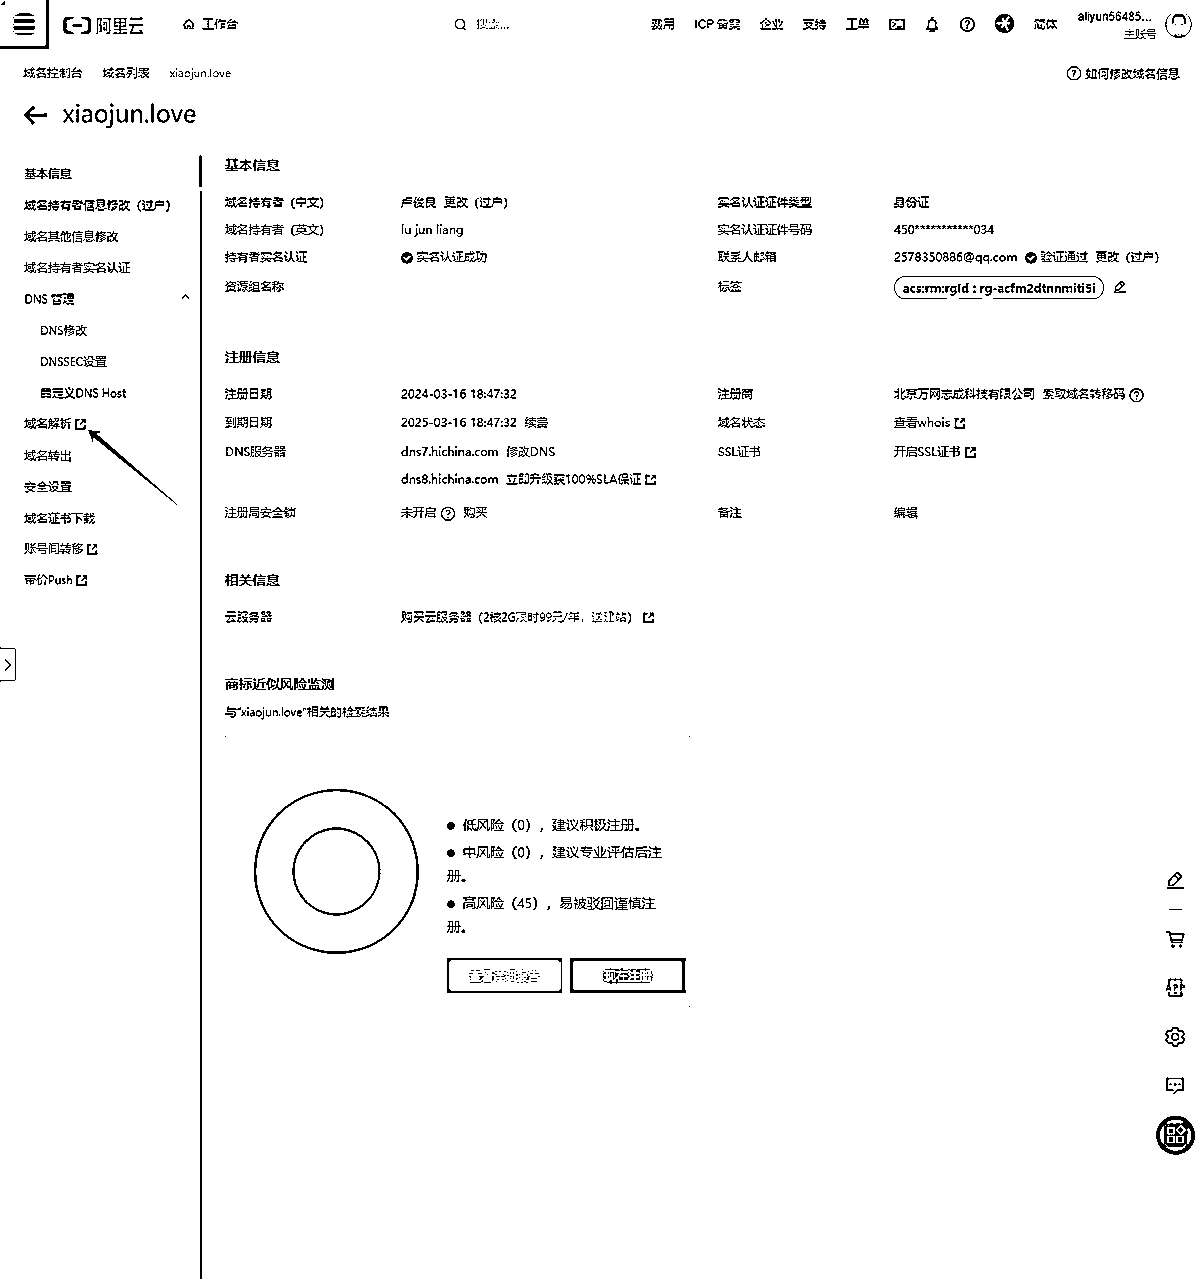 阿里云 工作台 搜索... 费用 ICP 备案 企业 支持 工单 简体 aliyun56485...
主账号
域名控制台 域名列表 xiaojun.love 如何修改域名信息
xiaojun.love
基本信息
域名持有者信息修改（过户）
域名其他信息修改
域名持有者实名认证
DNS 管理
DNS修改
DNSSEC设置
自定义DNS Host
域名解析
域名转出
安全设置
域名证书下载
账号间转移
带价Push
基本信息
域名持有者（中文） 卢俊良 更改（过户） 实名认证证件类型 身份证
域名持有者（英文） lu jun liang 实名认证证件号码 450***********034
持有者实名认证 实名认证成功 联系人邮箱 2578350886@qq.com 验证通过 更改（过户）
资源组名称 标签 acs:rm:rgId : rg-acfm2dtnnmiti5i
注册信息
注册日期 2024-03-16 18:47:32 注册商 北京万网志成科技有限公司 索取域名转移码
到期日期 2025-03-16 18:47:32 续费 域名状态 查看whois
DNS服务器 dns7.hichina.com 修改DNS SSL证书 开启SSL证书
dns8.hichina.com 立即升级获100%SLA保证
注册局安全锁 未开启 购买 备注 编辑
相关信息
云服务器 购买云服务器（2核2G限时99元/年，送建站）
商标近似风险监测
与"xiaojun.love"相关的检索结果
低风险（0），建议积极注册。
中风险（0），建议专业评估后注
册。
高风险（45），易被驳回谨慎注
册。
现在注册